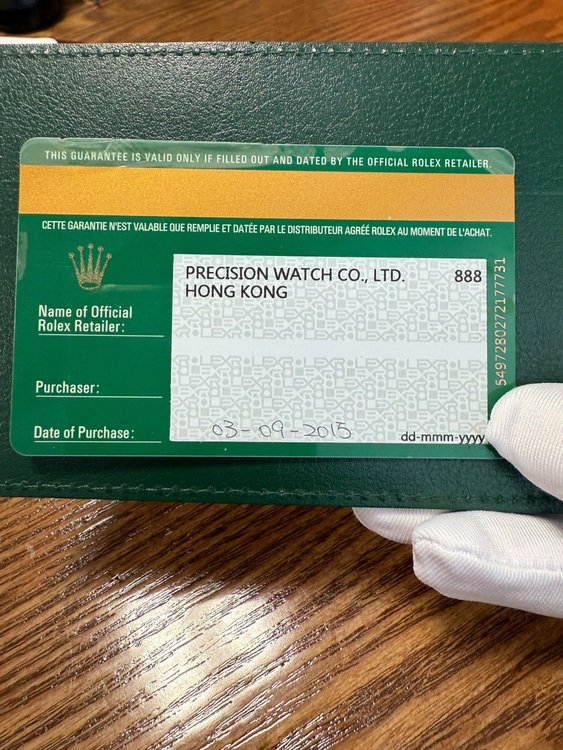 THIS GUARANTEE IS VALID ONLY IF FILLED OUT AND DATED BY THE OFFICIAL ROLEX RETAILER.
CETTE GARANTIE N'EST VALABLE QUE REMPLIE ET DATÉE PAR LE DISTRIBUTEUR AGRÉÉ ROLEX AU MOMENT DE L'ACHAT.
PRECISION WATCH CO., LTD. 888
HONG KONG
Name of Official
Rolex Retailer:
Purchaser:
Date of Purchase: 03-09-2015 dd-mmm-yyyy
5497280272177731